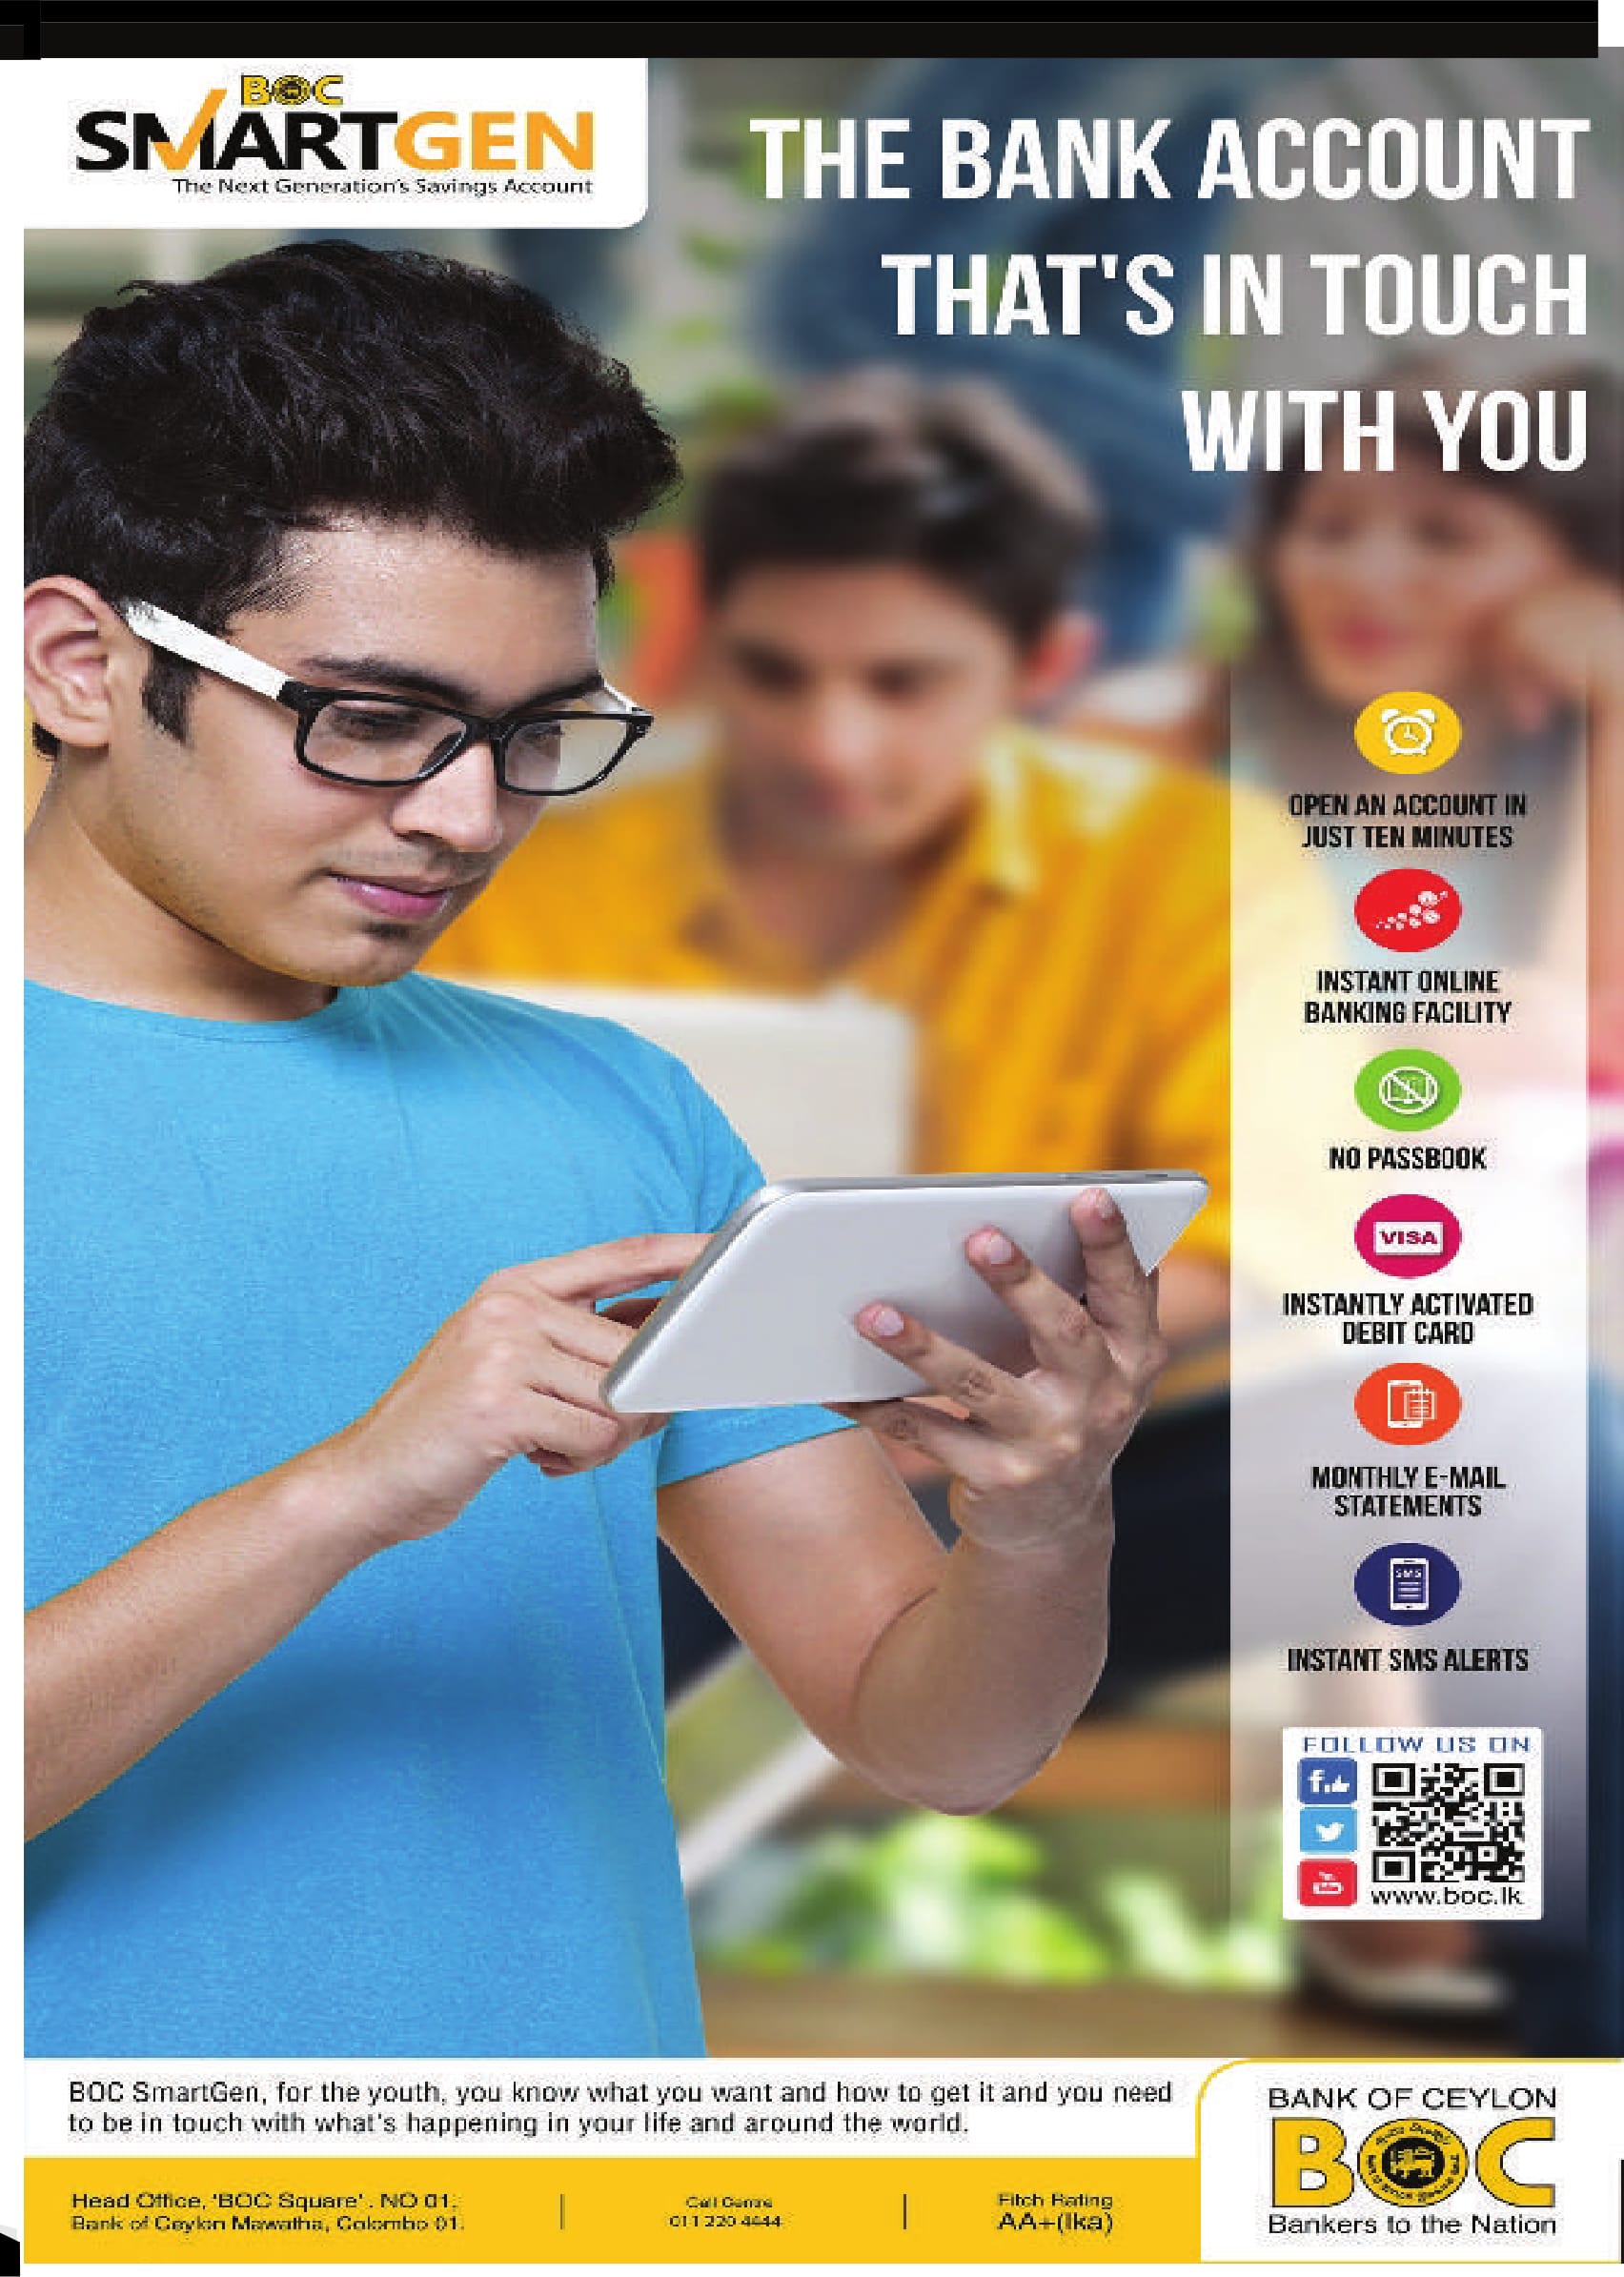 BOC
SMARTGEN
The Next Generation's Savings Account
THE BANK ACCOUNT
THAT'S IN TOUCH
WITH YOU
OPEN AN ACCOUNT IN
JUST TEN MINUTES
INSTANT ONLINE
BANKING FACILITY
NO PASSBOOK
VISA
INSTANTLY ACTIVATED
DEBIT CARD
MONTHLY E-MAIL
STATEMENTS
SMS
INSTANT SMS ALERTS
FOLLOW US ON
www.boc.lk
BOC SmartGen, for the youth, you know what you want and how to get it and you need
to be in touch with what's happening in your life and around the world.
Head Office, 'BOC Square', NO 01,
Bank of Ceylon Mawatha, Colombo 01.
Call Centre
011 220 4444
Fitch Rating
AA+(lka)
BANK OF CEYLON
BOC
Bankers to the Nation